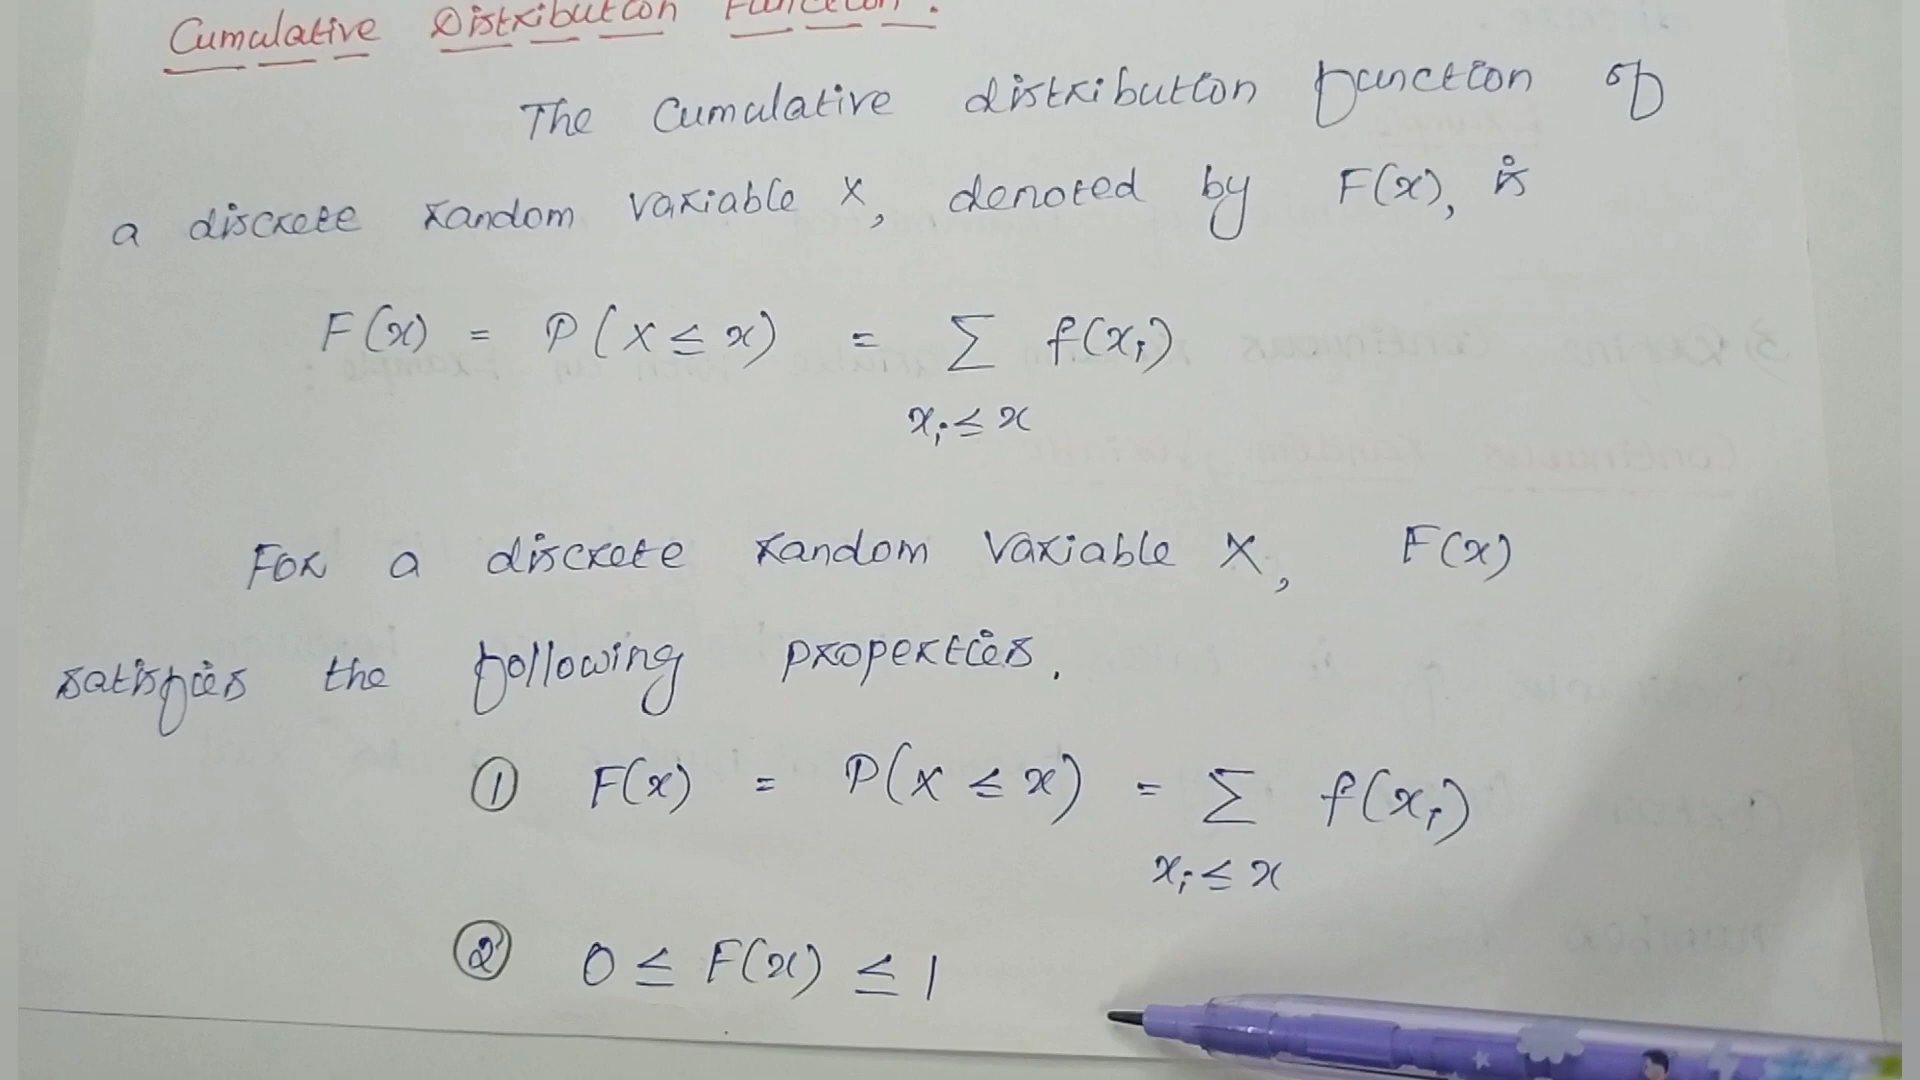 Cumulative Distribution Function.
The Cumulative distribution function of
a discrete random variable X, denoted by F(x), is
F(x) = P(X ≤ x) = Σ f(xᵢ)
xᵢ ≤ x
For a discrete random variable X, F(x)
satisfies the following properties.
① F(x) = P(X ≤ x) = Σ f(xᵢ)
xᵢ ≤ x
② 0 ≤ F(x) ≤ 1